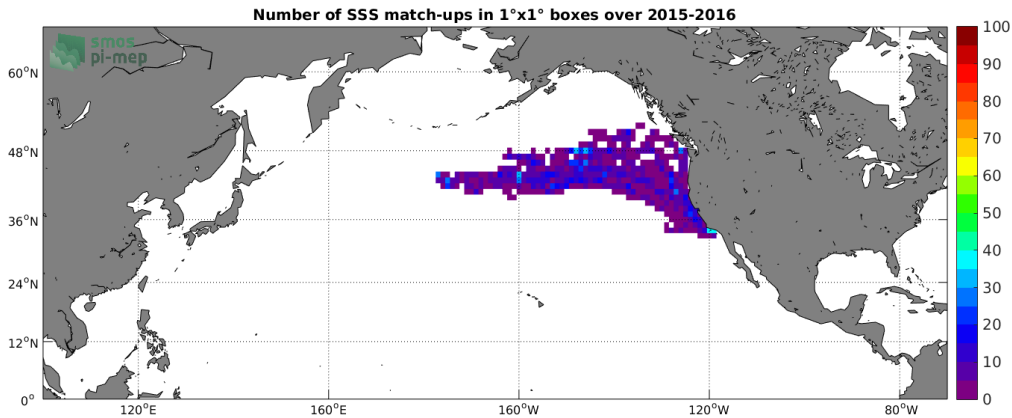 Number of SSS match-ups in 1°x1° boxes over 2015-2016
smos
pi-mep
60°N
48°N
36°N
24°N
12°N
0°
120°E
160°E
160°W
120°W
80°W
100
90
80
70
60
50
40
30
20
10
0